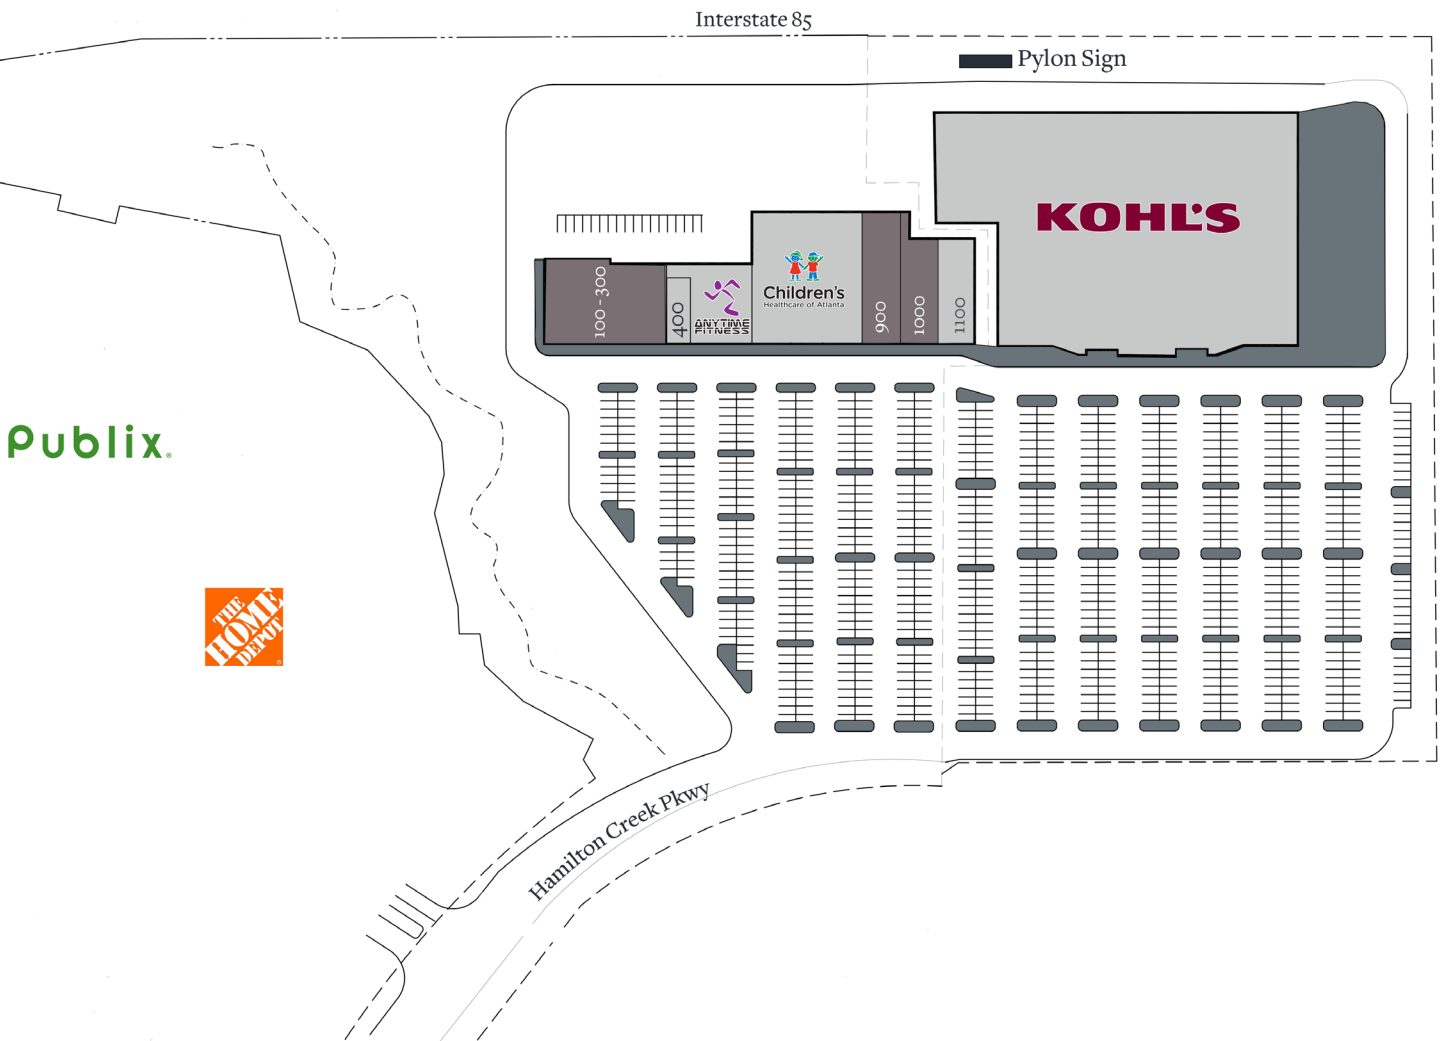 Interstate 85
Pylon Sign
KOHL'S
100-300
400
ANYTIME
FITNESS
Children's
Healthcare of Atlanta
900
1000
1100
Publix®
THE
HOME
DEPOT
®
Hamilton Creek Pkwy